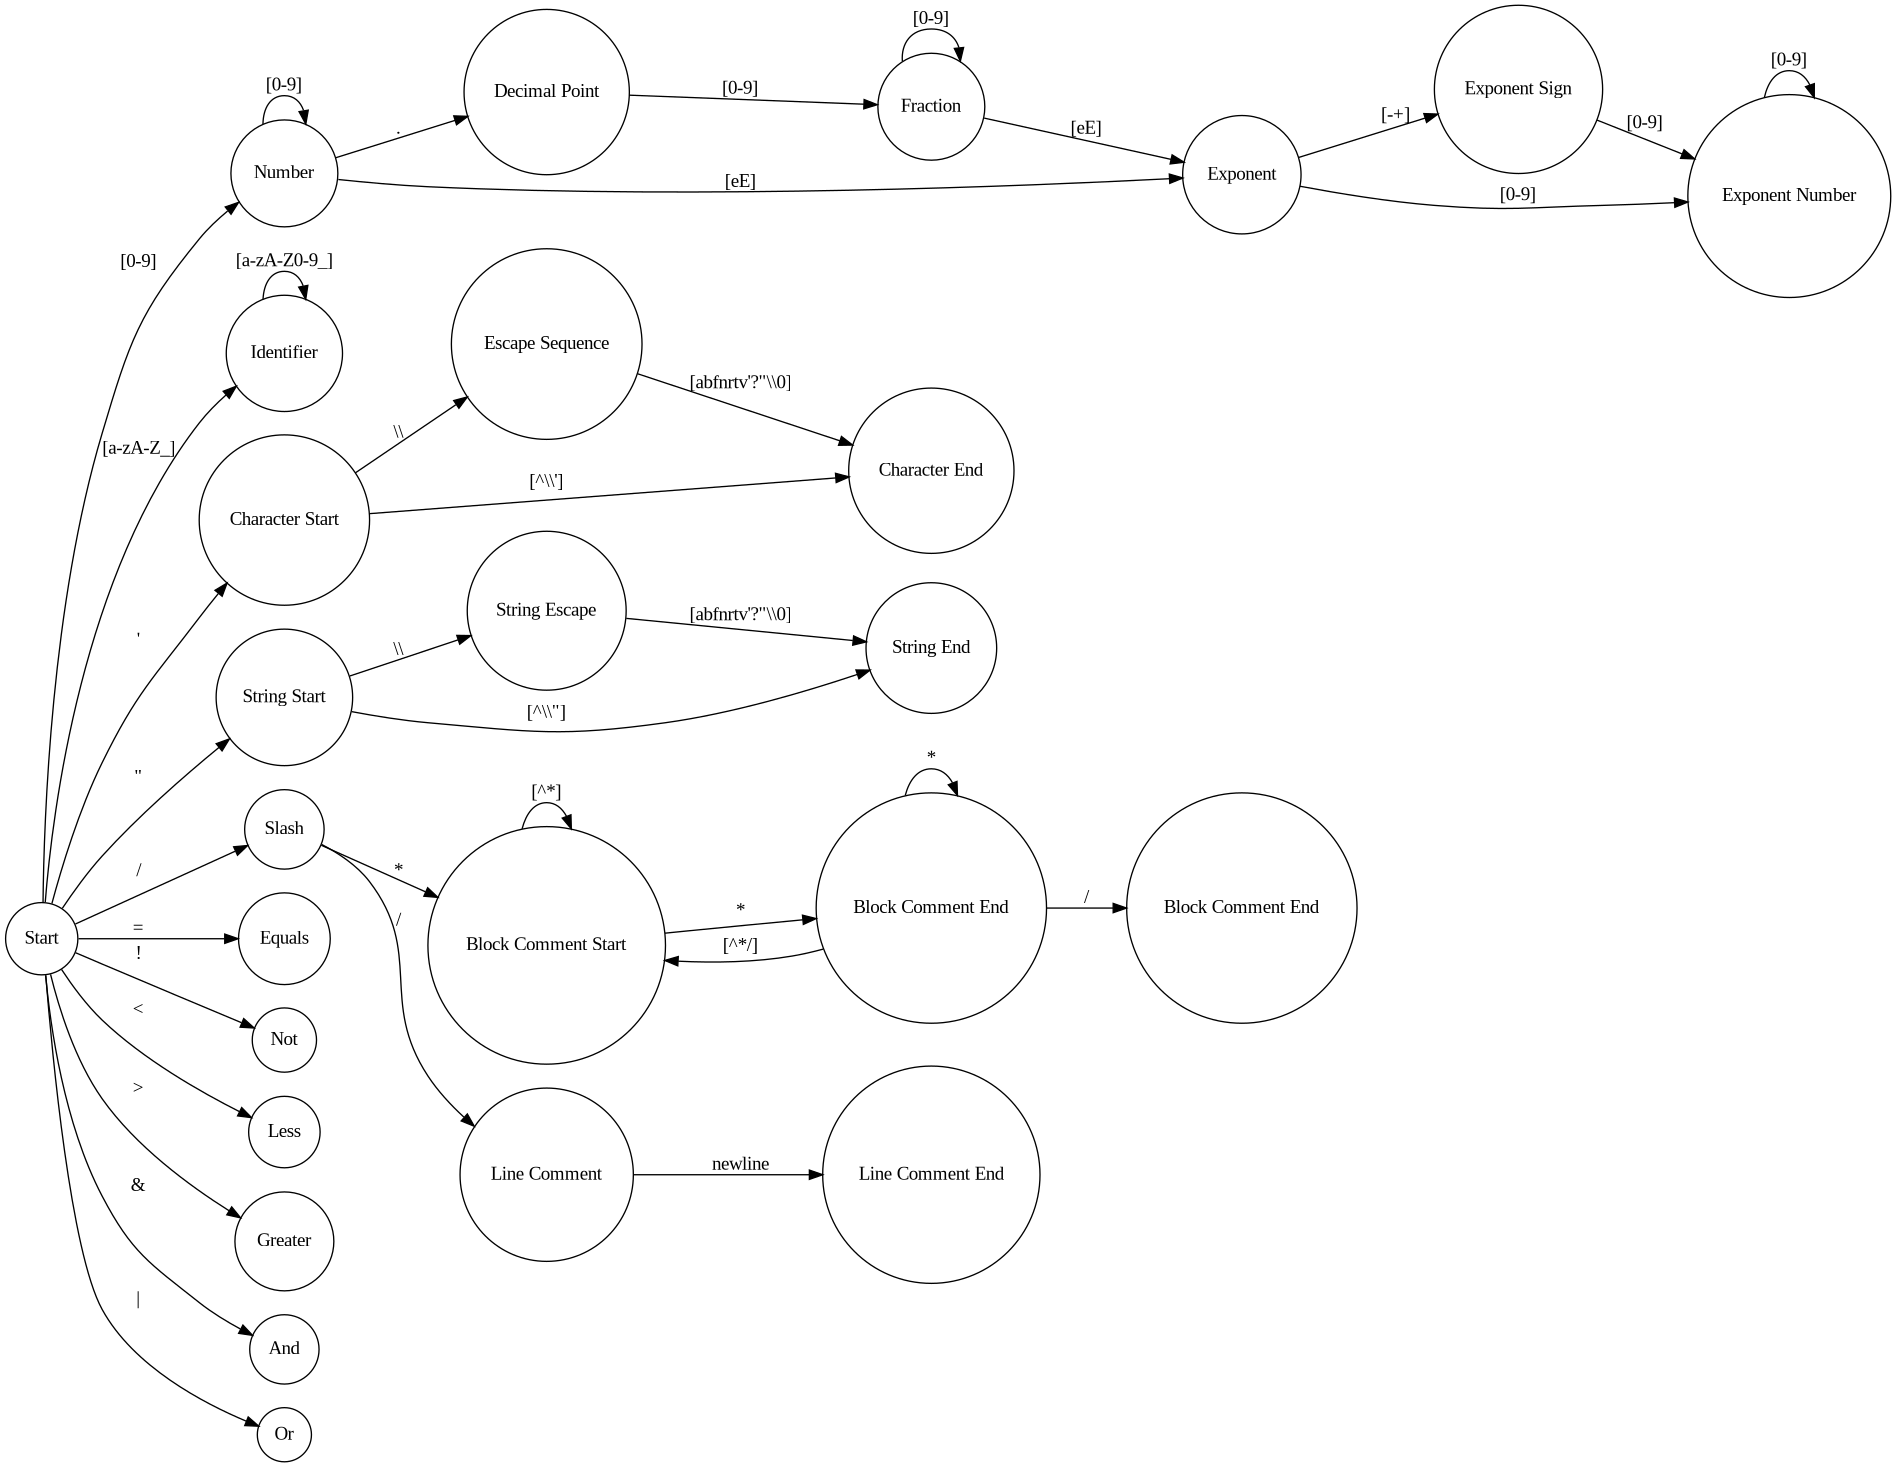 [0-9]
[0-9]
[0-9]
Decimal Point
[0-9]
Fraction
[eE]
Exponent Sign
[-+]
[0-9]
.
Number
[eE]
Exponent
[0-9]
Exponent Number
[0-9]
[a-zA-Z0-9_]
Identifier
Escape Sequence
[abfnrtv'?"\\0]
[a-zA-Z_]
\\
Character End
[^\\']
Character Start
'
String Escape
[abfnrtv'?"\\0]
\\
String End
String Start
[^\\"]
"
*
[^*]
Slash
/
*
/
Block Comment End
/
Block Comment End
*
[^*/]
Start
=
Equals
Block Comment Start
!
<
Not
>
Less
&
Line Comment
newline
Line Comment End
Greater
|
And
Or